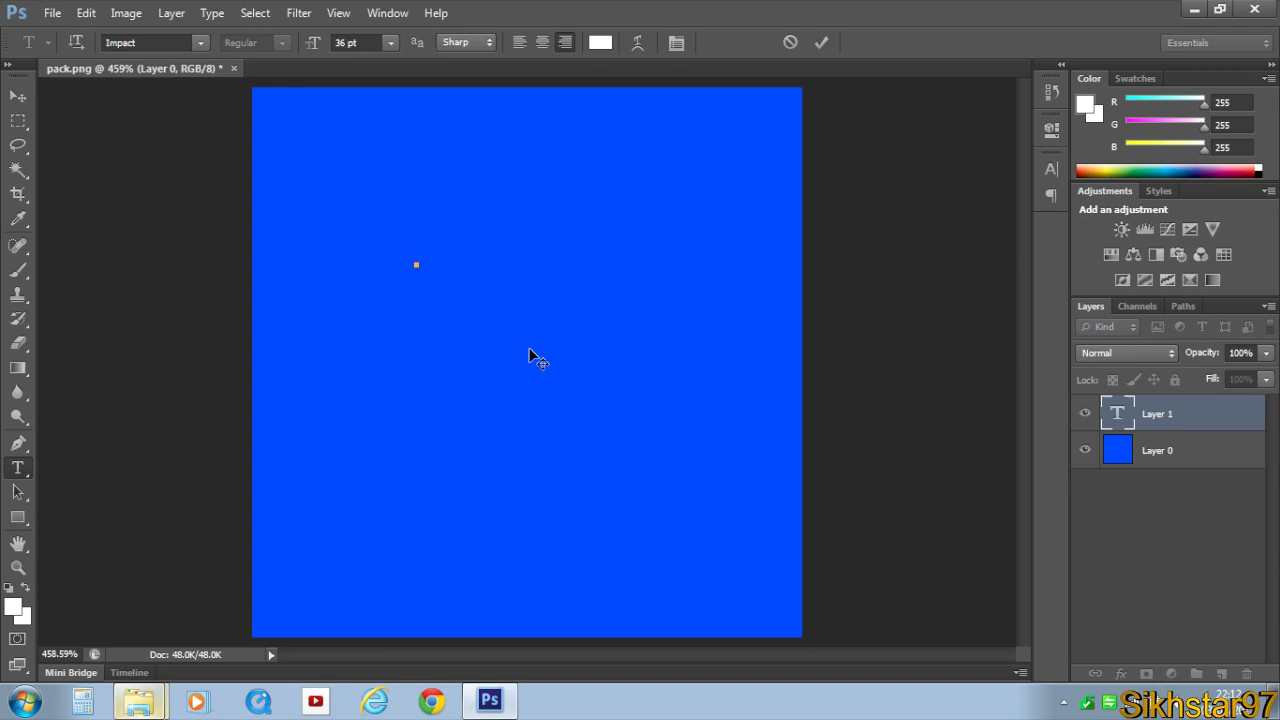 Ps File Edit Image Layer Type Select Filter View Window Help
T Impact Regular 36 pt Sharp Essentials
pack.png @ 459% (Layer 0, RGB/8) * ×
Color Swatches
R 255
G 255
B 255
Adjustments Styles
Add an adjustment
Layers Channels Paths
Kind
Normal Opacity: 100%
Lock: Fill: 100%
T Layer 1
Layer 0
458.59% Doc: 48.0K/48.0K
Mini Bridge Timeline
Ps 22:12
Sikhstar97